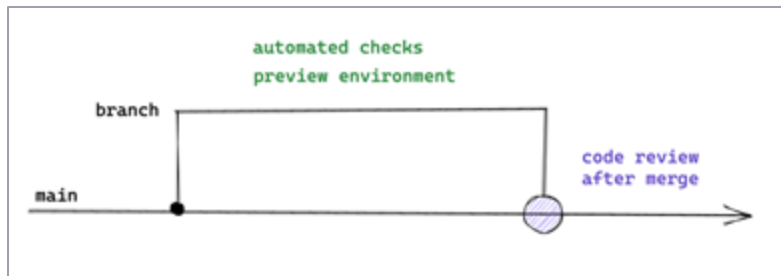 automated checks
preview environment
branch
code review
after merge
main